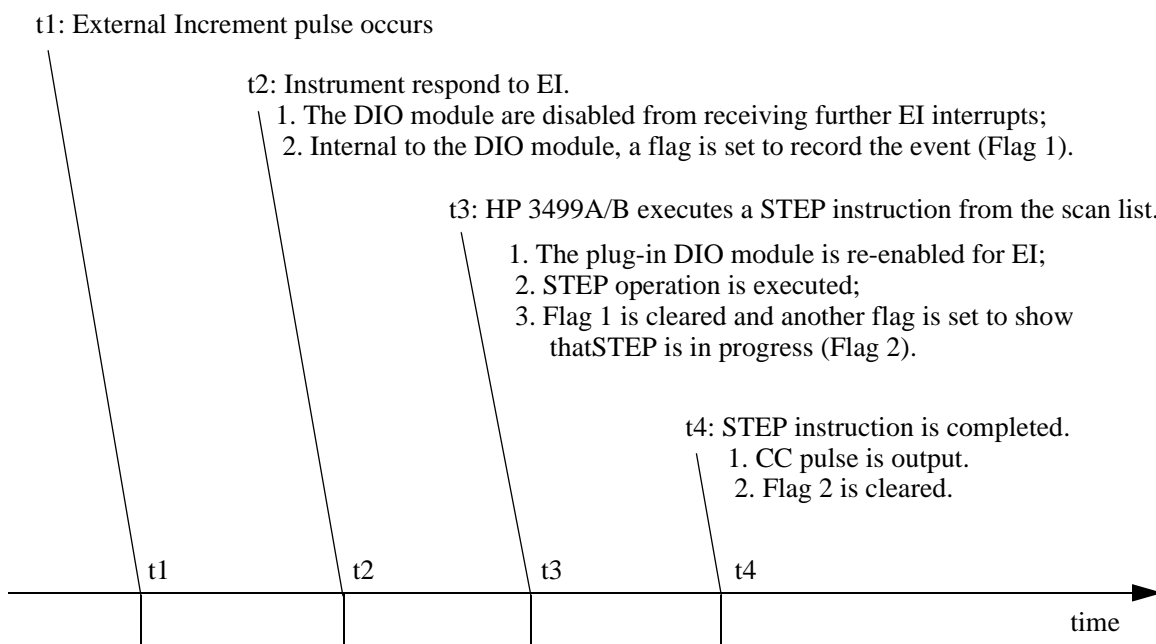 t1: External Increment pulse occurs
t2: Instrument respond to EI.
1. The DIO module are disabled from receiving further EI interrupts;
2. Internal to the DIO module, a flag is set to record the event (Flag 1).
t3: HP 3499A/B executes a STEP instruction from the scan list.
1. The plug-in DIO module is re-enabled for EI;
2. STEP operation is executed;
3. Flag 1 is cleared and another flag is set to show
thatSTEP is in progress (Flag 2).
t4: STEP instruction is completed.
1. CC pulse is output.
2. Flag 2 is cleared.
t1 t2 t3 t4
time